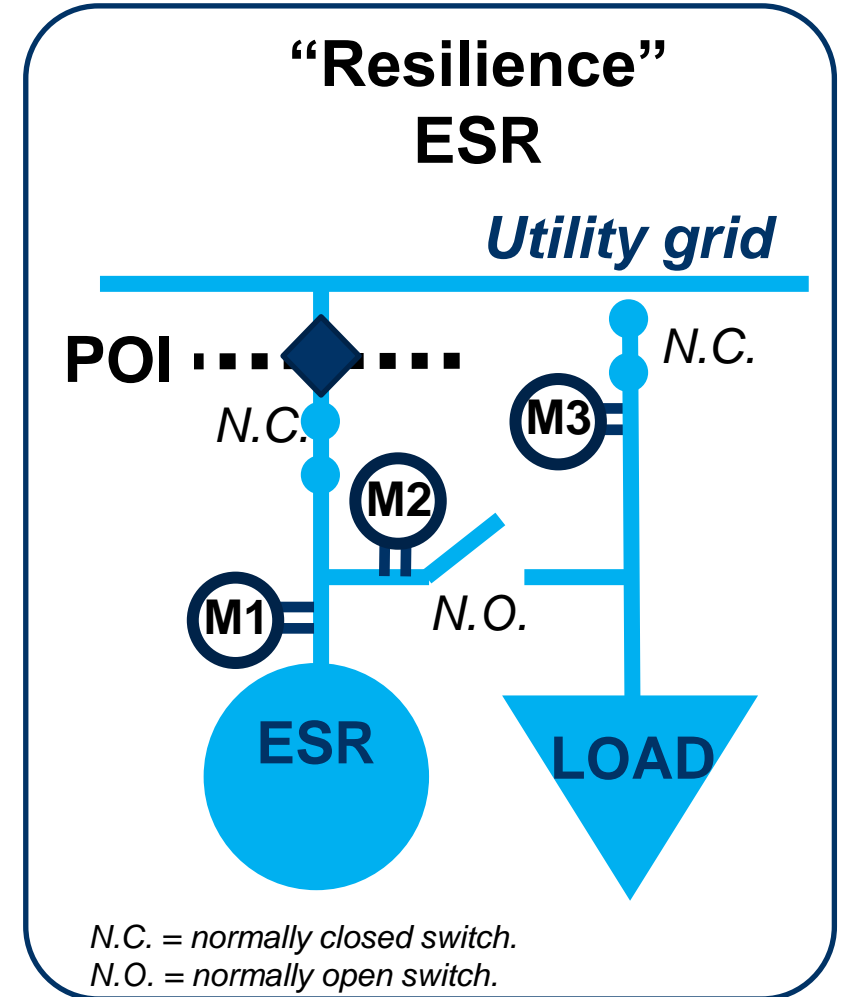 “Resilience”
ESR
Utility grid
POI
N.C.
N.C.
M3
M2
M1
N.O.
ESR
LOAD
N.C. = normally closed switch.
N.O. = normally open switch.